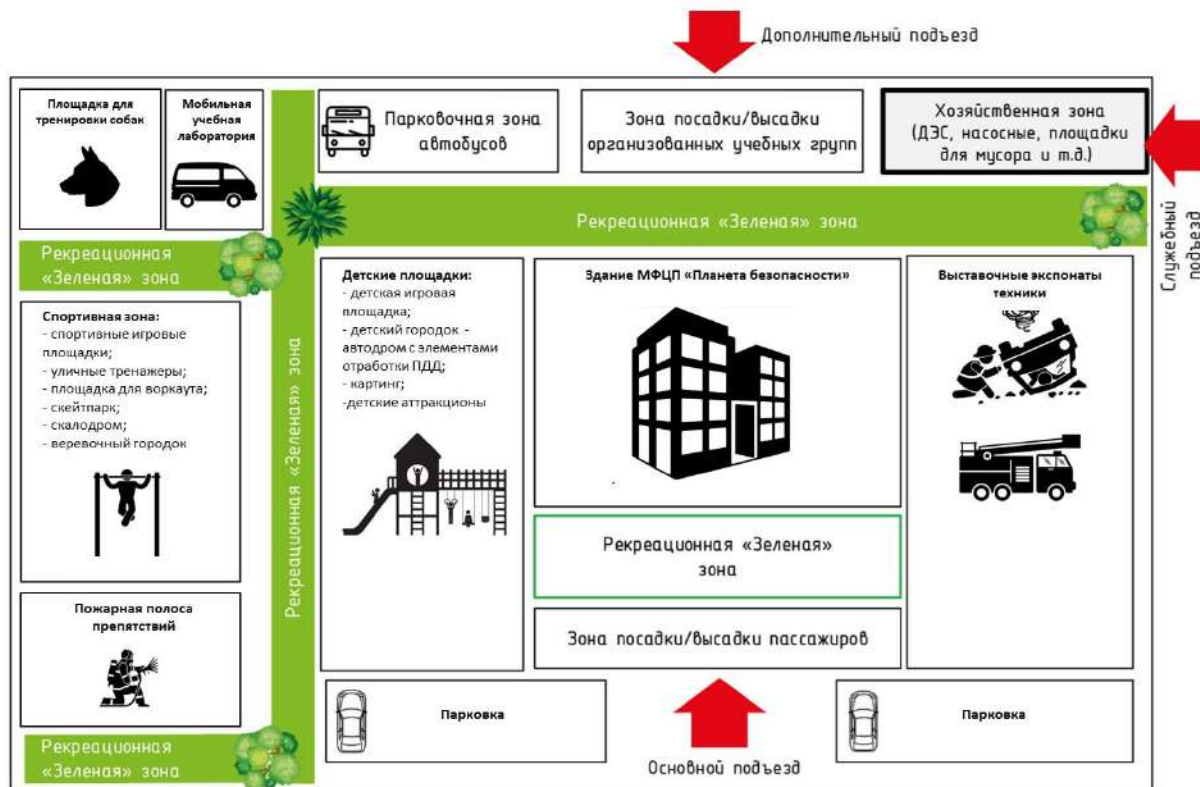 Дополнительный подъезд
Площадка для
тренировки собак
Мобильная
учебная
лаборатория
Парковочная зона
автобусов
Зона посадки/высадки
организованных учебных групп
Хозяйственная зона
(ДЭС, насосные, площадки
для мусора и т.д.)
Служебный
подъезд
Рекреационная «Зеленая» зона
Рекреационная
«Зеленая» зона
Рекреационная «Зеленая» зона
Спортивная зона:
- спортивные игровые
площадки;
- уличные тренажеры;
- площадка для воркаута;
- скейтпарк;
- скалодром;
- веревочный городок
Детские площадки:
- детская игровая
площадка;
- детский городок -
автодром с элементами
отработки ПДД;
- картинг;
-детские аттракционы
Здание МФЦП «Планета безопасности»
Выставочные экспонаты
техники
Рекреационная «Зеленая»
зона
Зона посадки/высадки пассажиров
Пожарная полоса
препятствий
Парковка
Парковка
Основной подъезд
Рекреационная
«Зеленая» зона